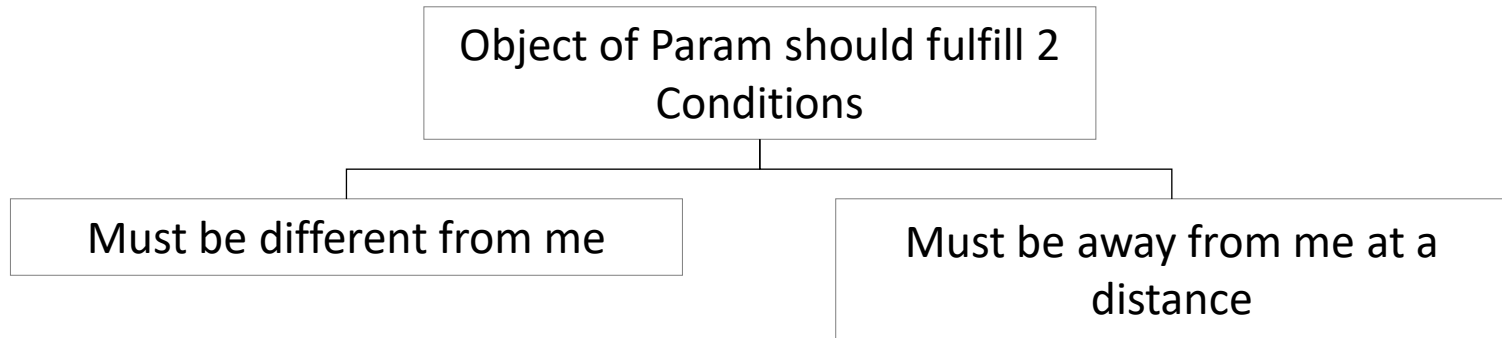 Object of Param should fulfill 2
Conditions
Must be different from me
Must be away from me at a
distance